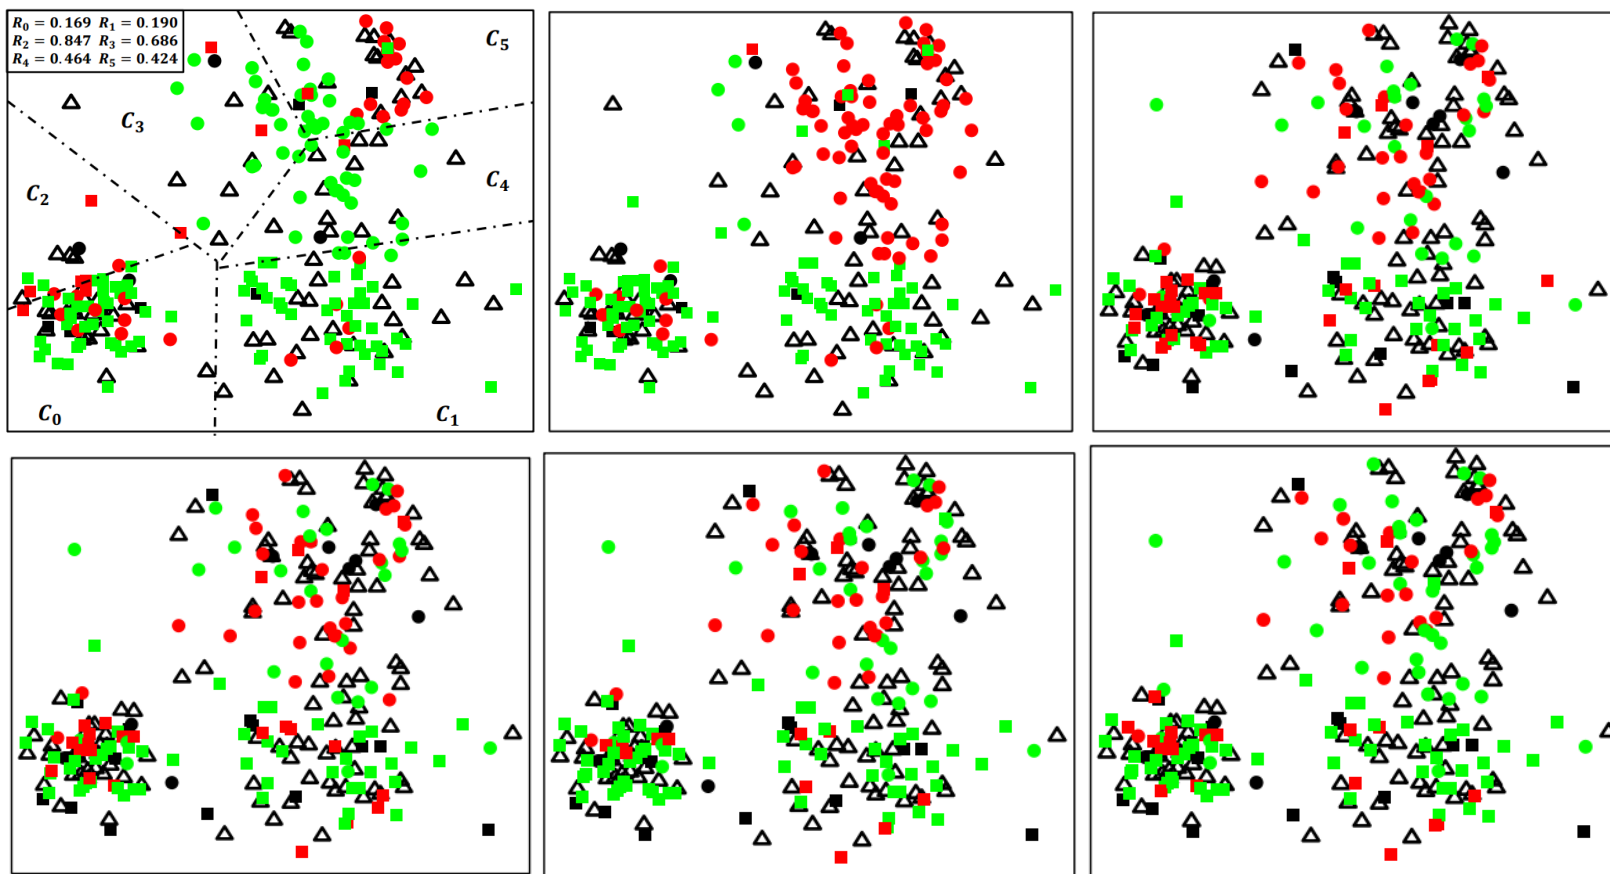 R₀ = 0.169 R₁ = 0.190
R₂ = 0.847 R₃ = 0.686
R₄ = 0.464 R₅ = 0.424
C₅
C₃
C₄
C₂
C₀
C₁